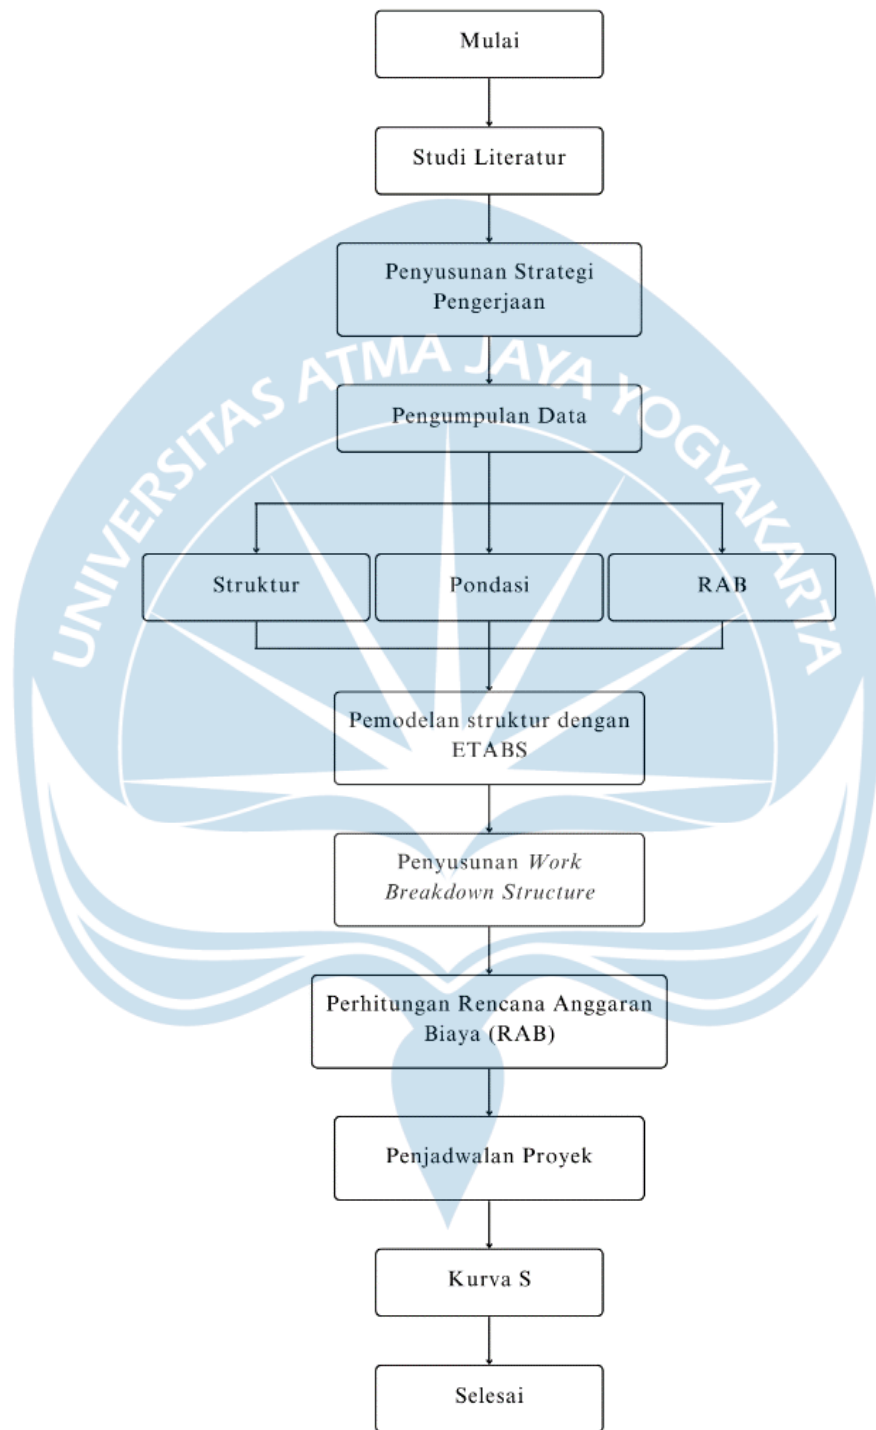 Mulai
Studi Literatur
Penyusunan Strategi
Pengerjaan
UNIVERSITAS ATMA JAYA YOGYAKARTA
Pengumpulan Data
Struktur
Pondasi
RAB
Pemodelan struktur dengan
ETABS
Penyusunan Work
Breakdown Structure
Perhitungan Rencana Anggaran
Biaya (RAB)
Penjadwalan Proyek
Kurva S
Selesai